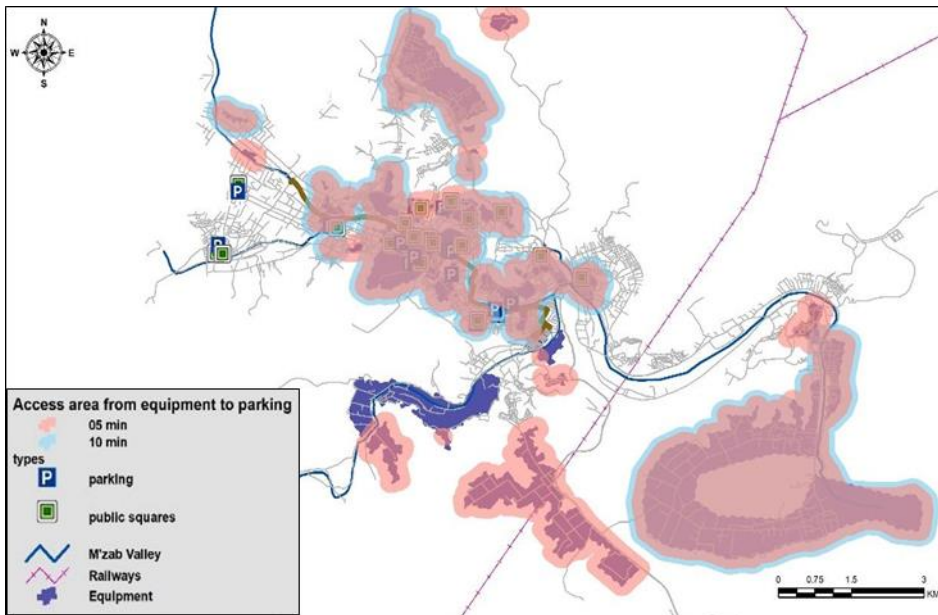 N
W E
S
Access area from equipment to parking
05 min
10 min
types
P parking
public squares
M'zab Valley
Railways
Equipment
P
P
P
P
P
P
P
P
0 0.75 1.5 3
KM